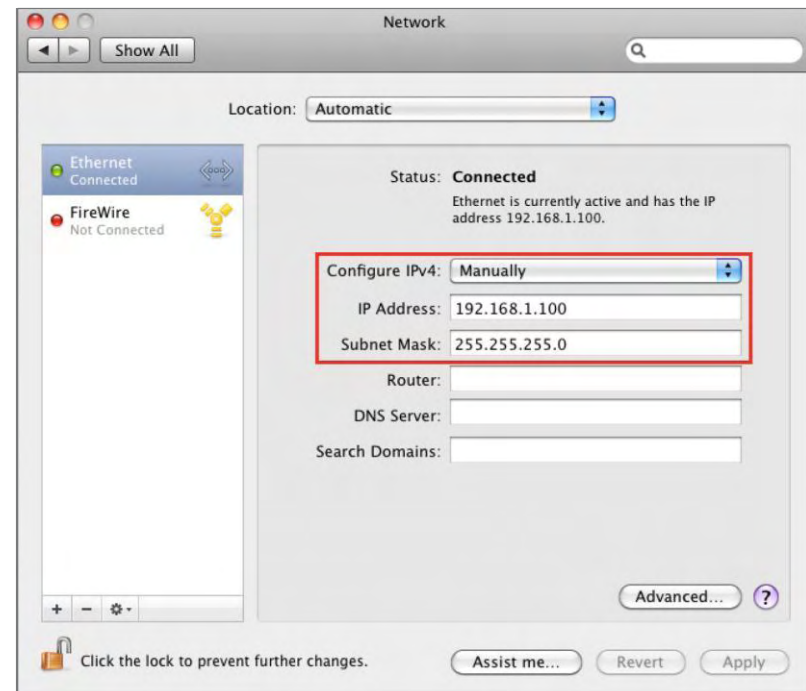 Network
Show All
Location: Automatic
Ethernet
Connected
FireWire
Not Connected
Status: Connected
Ethernet is currently active and has the IP
address 192.168.1.100.
Configure IPv4: Manually
IP Address: 192.168.1.100
Subnet Mask: 255.255.255.0
Router:
DNS Server:
Search Domains:
Advanced... ?
Click the lock to prevent further changes.
Assist me... Revert Apply